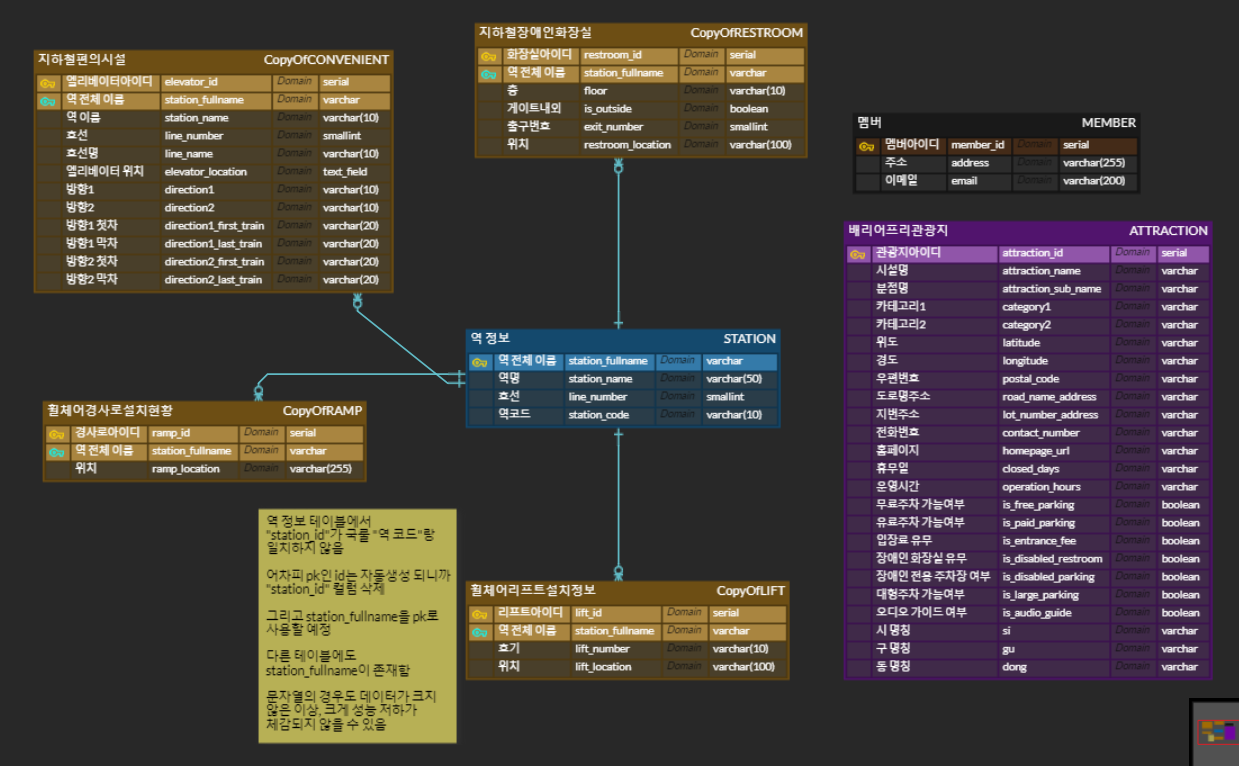 지하철편의시설 CopyOfCONVENIENT
엘리베이터아이디 elevator_id Domain serial
역 전체 이름 station_fullname Domain varchar
역 이름 station_name Domain varchar(10)
호선 line_number Domain smallint
호선명 line_name Domain varchar(10)
엘리베이터 위치 elevator_location Domain text_field
방향1 direction1 Domain varchar(10)
방향2 direction2 Domain varchar(10)
방향1 첫차 direction1_first_train Domain varchar(20)
방향1 막차 direction1_last_train Domain varchar(20)
방향2 첫차 direction2_first_train Domain varchar(20)
방향2 막차 direction2_last_train Domain varchar(20)
지하철장애인화장실 CopyOfRESTROOM
화장실아이디 restroom_id Domain serial
역 전체 이름 station_fullname Domain varchar
층 floor Domain varchar(10)
게이트내외 is_outside Domain boolean
출구번호 exit_number Domain smallint
위치 restroom_location Domain varchar(100)
멤버 MEMBER
멤버아이디 member_id Domain serial
주소 address Domain varchar(255)
이메일 email Domain varchar(200)
배리어프리관광지 ATTRACTION
관광지아이디 attraction_id Domain serial
시설명 attraction_name Domain varchar
분점명 attraction_sub_name Domain varchar
카테고리1 category1 Domain varchar
카테고리2 category2 Domain varchar
위도 latitude Domain varchar
경도 longitude Domain varchar
우편번호 postal_code Domain varchar
도로명주소 road_name_address Domain varchar
지번주소 lot_number_address Domain varchar
전화번호 contact_number Domain varchar
홈페이지 homepage_url Domain varchar
휴무일 closed_days Domain varchar
운영시간 operation_hours Domain varchar
무료주차 가능여부 is_free_parking Domain boolean
유료주차 가능여부 is_paid_parking Domain boolean
입장료 유무 is_entrance_fee Domain boolean
장애인 화장실 유무 is_disabled_restroom Domain boolean
장애인 전용 주차장 여부 is_disabled_parking Domain boolean
대형주차 가능여부 is_large_parking Domain boolean
오디오 가이드 여부 is_audio_guide Domain boolean
시 명칭 si Domain varchar
구 명칭 gu Domain varchar
동 명칭 dong Domain varchar
역 정보 STATION
역 전체 이름 station_fullname Domain varchar
역명 station_name Domain varchar(50)
호선 line_number Domain smallint
역코드 station_code Domain varchar(10)
휠체어경사로설치현황 CopyOfRAMP
경사로아이디 ramp_id Domain serial
역 전체 이름 station_fullname Domain varchar
위치 ramp_location Domain varchar(255)
역 정보 테이블에서
"station_id"가 국룰 "역 코드"랑
일치하지 않음
어차피 pk인 id는 자동생성 되니까
"station_id" 컬럼 삭제
그리고 station_fullname을 pk로
사용할 예정
다른 테이블에도
station_fullname이 존재함
문자열의 경우도 데이터가 크지
않은 이상, 크게 성능 저하가
체감되지 않을 수 있음
휠체어리프트설치정보 CopyOfLIFT
리프트아이디 lift_id Domain serial
역 전체 이름 station_fullname Domain varchar
호기 lift_number Domain varchar(10)
위치 lift_location Domain varchar(100)